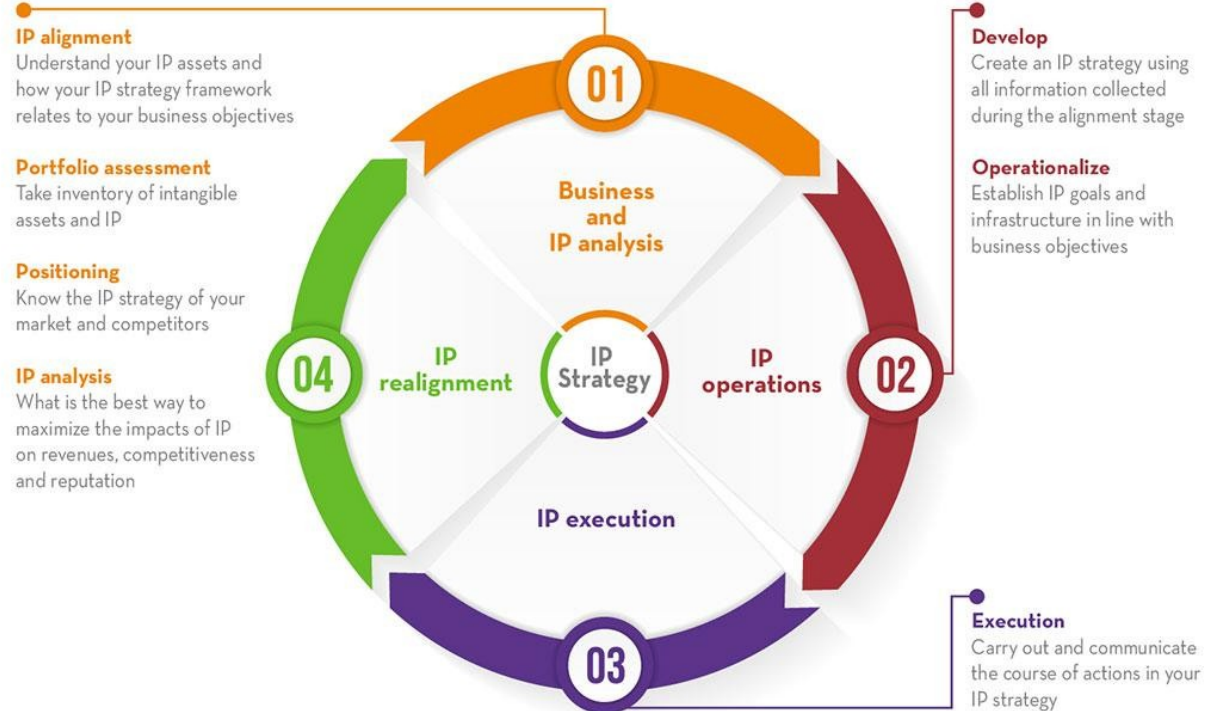 IP alignment
Understand your IP assets and
how your IP strategy framework
relates to your business objectives
Portfolio assessment
Take inventory of intangible
assets and IP
Positioning
Know the IP strategy of your
market and competitors
IP analysis
What is the best way to
maximize the impacts of IP
on revenues, competitiveness
and reputation
01
Business
and
IP analysis
04
IP
realignment
IP
Strategy
IP
operations
02
IP execution
03
Develop
Create an IP strategy using
all information collected
during the alignment stage
Operationalize
Establish IP goals and
infrastructure in line with
business objectives
Execution
Carry out and communicate
the course of actions in your
IP strategy